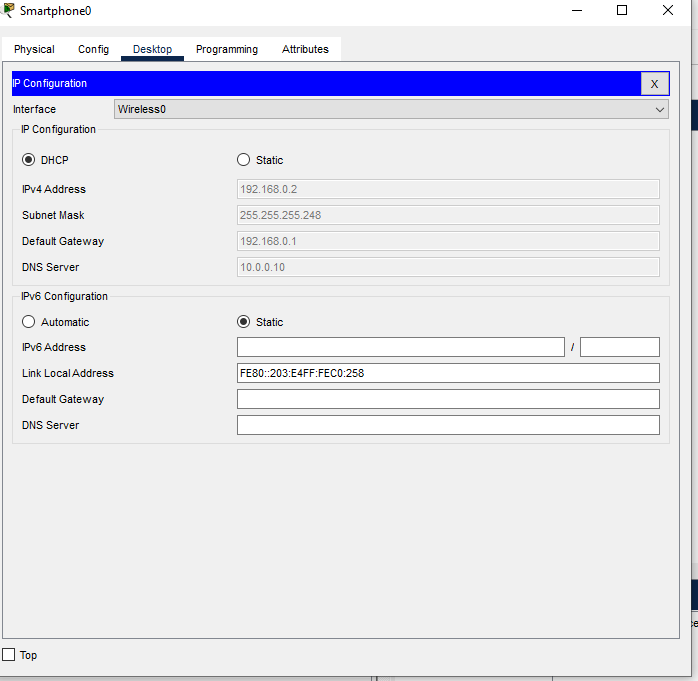 Smartphone0
Physical Config Desktop Programming Attributes
IP Configuration X
Interface Wireless0
IP Configuration
DHCP Static
IPv4 Address 192.168.0.2
Subnet Mask 255.255.255.248
Default Gateway 192.168.0.1
DNS Server 10.0.0.10
IPv6 Configuration
Automatic Static
IPv6 Address /
Link Local Address FE80::203:E4FF:FEC0:258
Default Gateway
DNS Server
Top